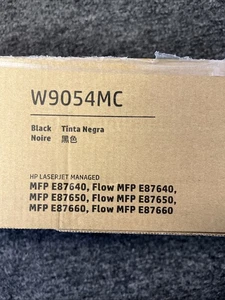 W9054MC
Black Tinta Negra
Noire 黑色
HP LASERJET MANAGED
MFP E87640, Flow MFP E87640,
MFP E87650, Flow MFP E87650,
MFP E87660, Flow MFP E87660